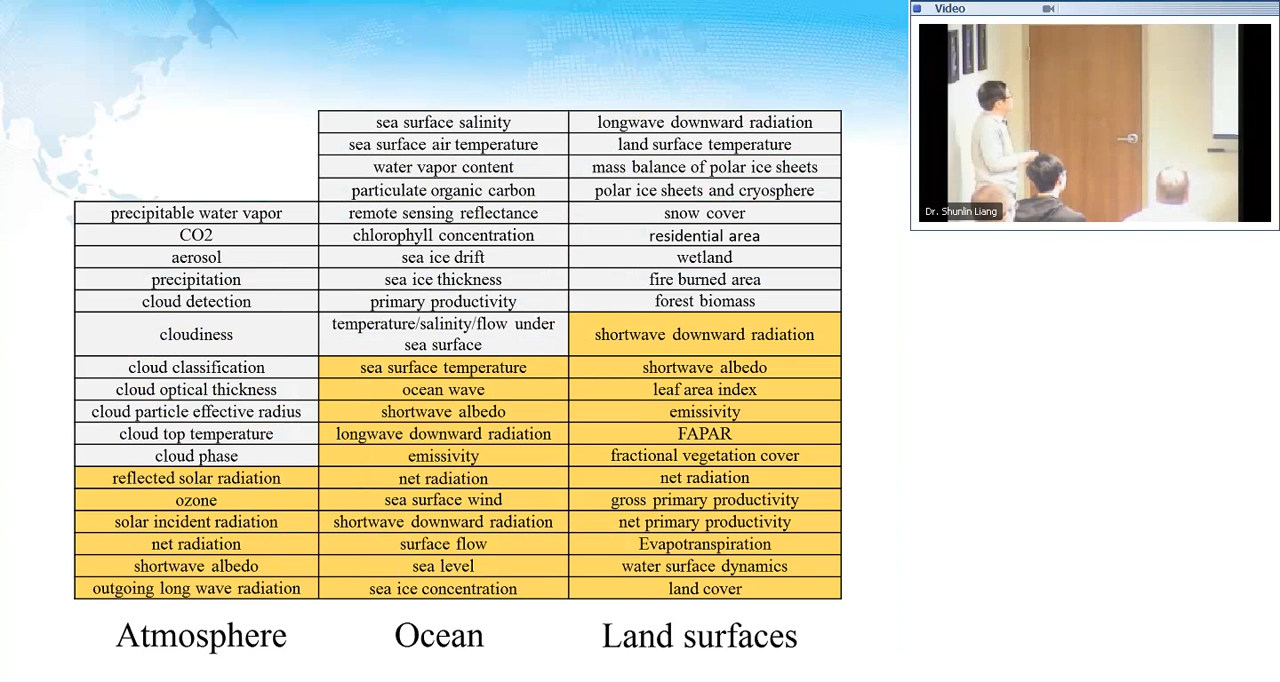 Video
Dr. Shunlin Liang
sea surface salinity
longwave downward radiation
sea surface air temperature
land surface temperature
water vapor content
mass balance of polar ice sheets
particulate organic carbon
polar ice sheets and cryosphere
precipitable water vapor
remote sensing reflectance
snow cover
CO2
chlorophyll concentration
residential area
aerosol
sea ice drift
wetland
precipitation
sea ice thickness
fire burned area
cloud detection
primary productivity
forest biomass
cloudiness
temperature/salinity/flow under
sea surface
shortwave downward radiation
cloud classification
sea surface temperature
shortwave albedo
cloud optical thickness
ocean wave
leaf area index
cloud particle effective radius
shortwave albedo
emissivity
cloud top temperature
longwave downward radiation
FAPAR
cloud phase
emissivity
fractional vegetation cover
reflected solar radiation
net radiation
net radiation
ozone
sea surface wind
gross primary productivity
solar incident radiation
shortwave downward radiation
net primary productivity
net radiation
surface flow
Evapotranspiration
shortwave albedo
sea level
water surface dynamics
outgoing long wave radiation
sea ice concentration
land cover
Atmosphere
Ocean
Land surfaces